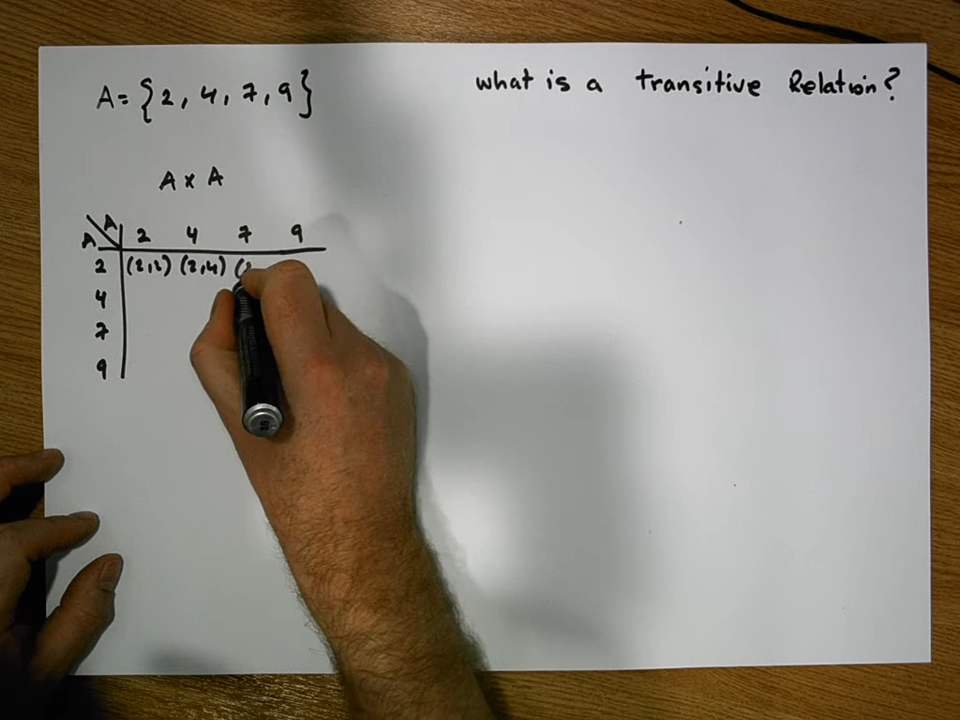 A = {2, 4, 7, 9}
what is a transitive Relation?
A x A
A A 2 4 7 9
2 (2,2) (2,4) (2
4
7
9